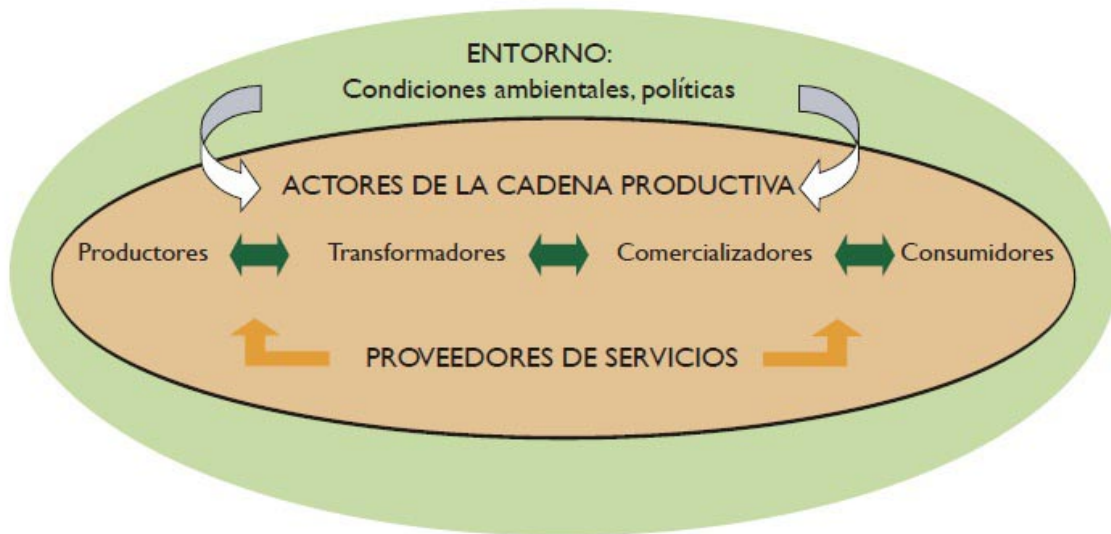 ENTORNO:
Condiciones ambientales, políticas
ACTORES DE LA CADENA PRODUCTIVA
Productores Transformadores Comercializadores Consumidores
PROVEEDORES DE SERVICIOS